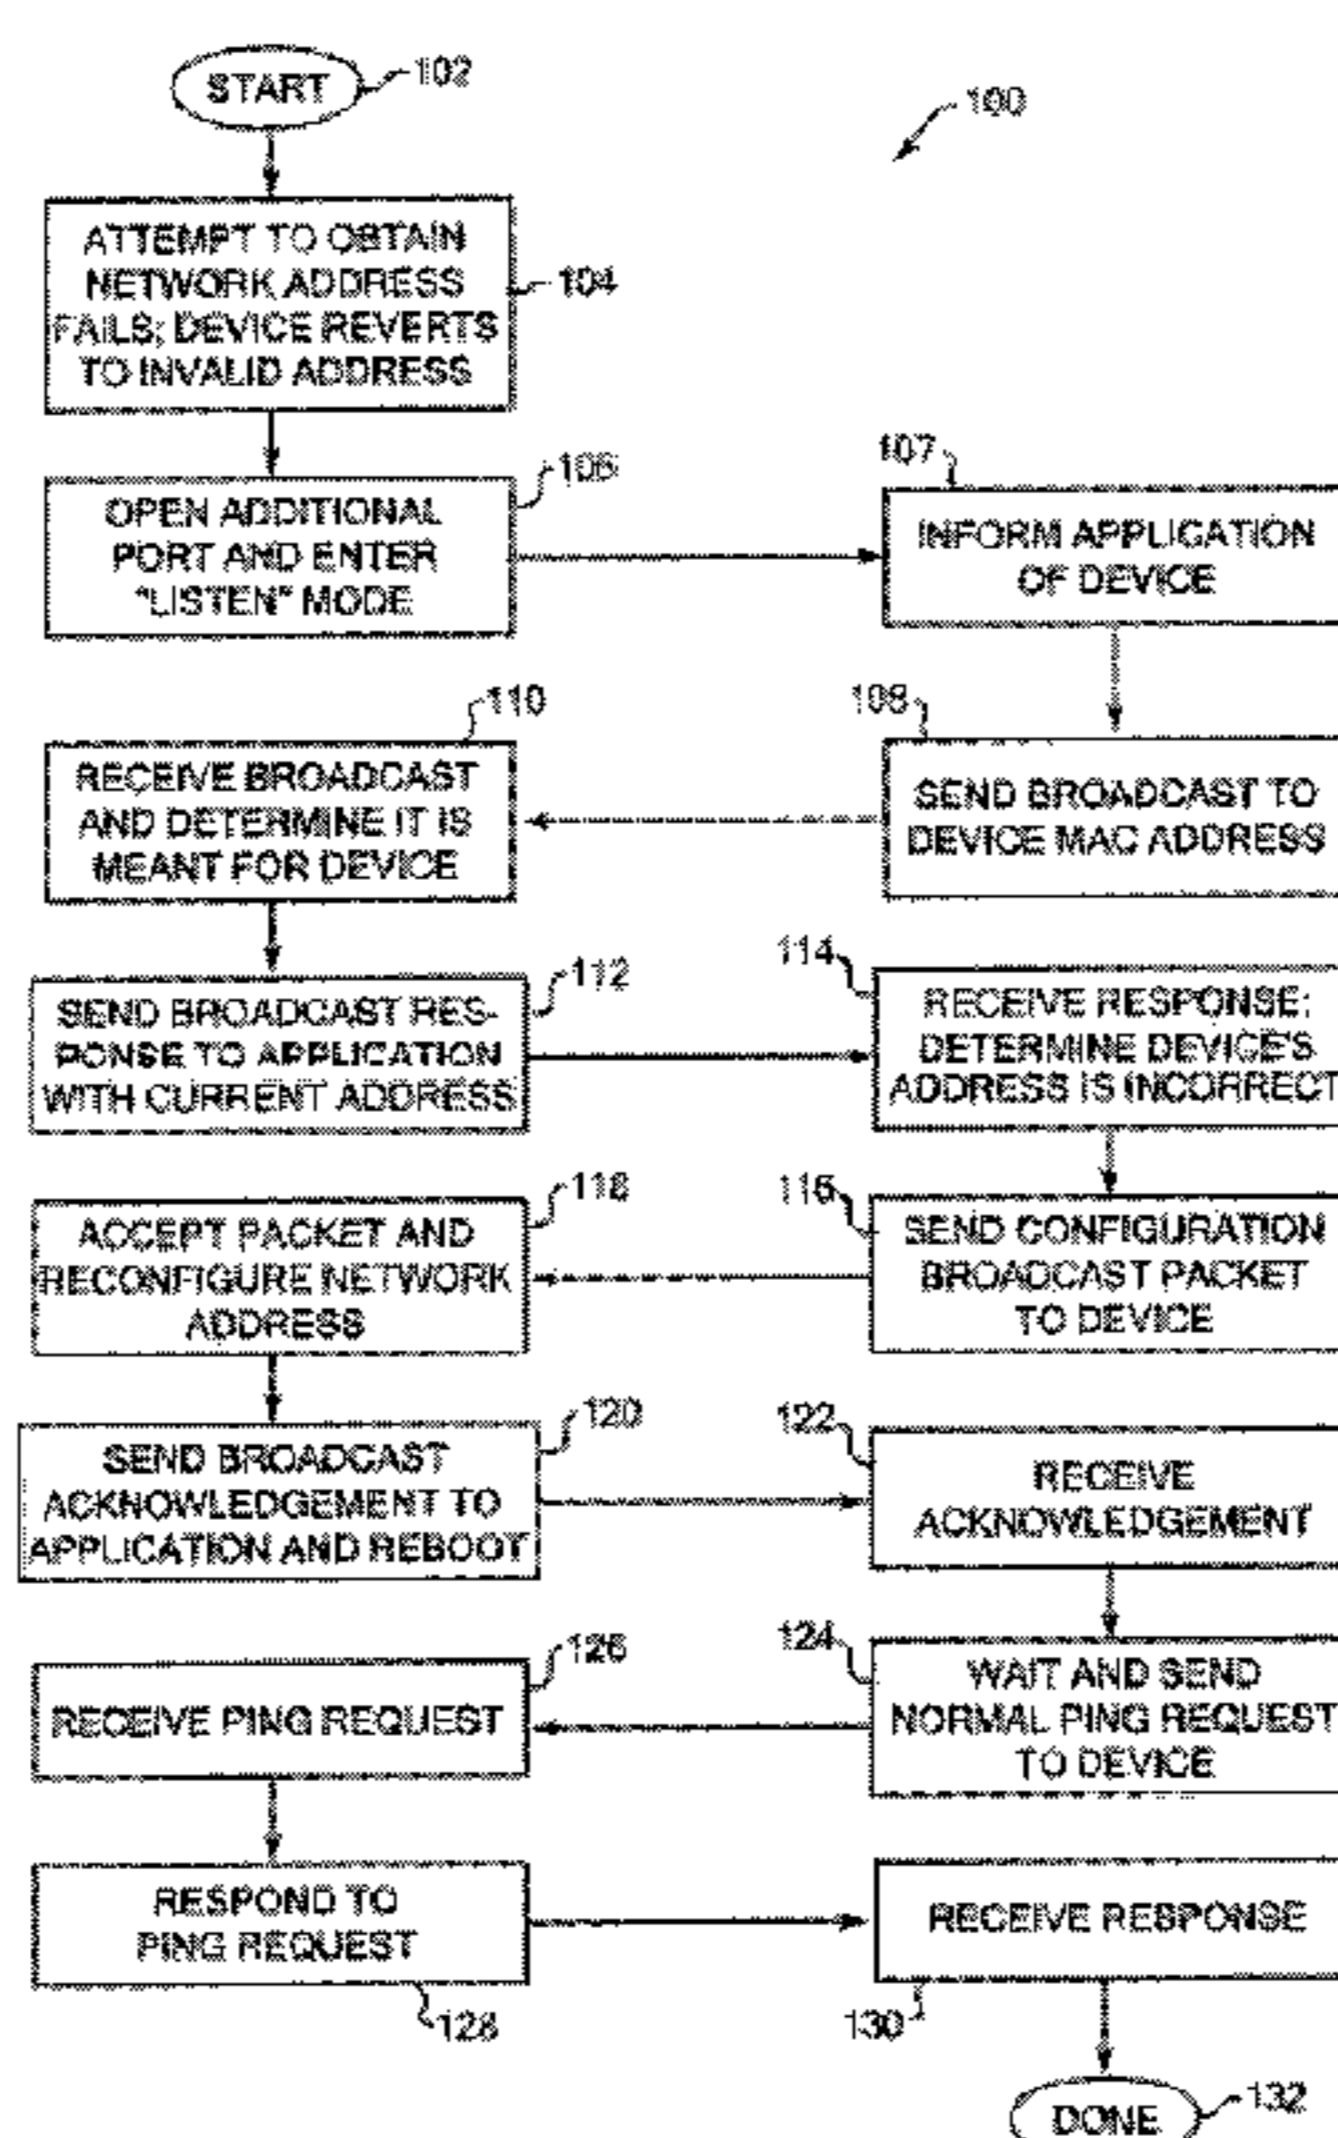 START
102
100
ATTEMPT TO OBTAIN
NETWORK ADDRESS
FAILS; DEVICE REVERTS
TO INVALID ADDRESS
104
106
OPEN ADDITIONAL
PORT AND ENTER
"LISTEN" MODE
107
INFORM APPLICATION
OF DEVICE
110
RECEIVE BROADCAST
AND DETERMINE IT IS
MEANT FOR DEVICE
108
SEND BROADCAST TO
DEVICE MAC ADDRESS
112
SEND BROADCAST RES-
PONSE TO APPLICATION
WITH CURRENT ADDRESS
114
RECEIVE RESPONSE;
DETERMINE DEVICE'S
ADDRESS IS INCORRECT
118
ACCEPT PACKET AND
RECONFIGURE NETWORK
ADDRESS
116
SEND CONFIGURATION
BROADCAST PACKET
TO DEVICE
120
SEND BROADCAST
ACKNOWLEDGEMENT TO
APPLICATION AND REBOOT
122
RECEIVE
ACKNOWLEDGEMENT
126
RECEIVE PING REQUEST
124
WAIT AND SEND
NORMAL PING REQUEST
TO DEVICE
RESPOND TO
PING REQUEST
128
RECEIVE RESPONSE
130
DONE
132